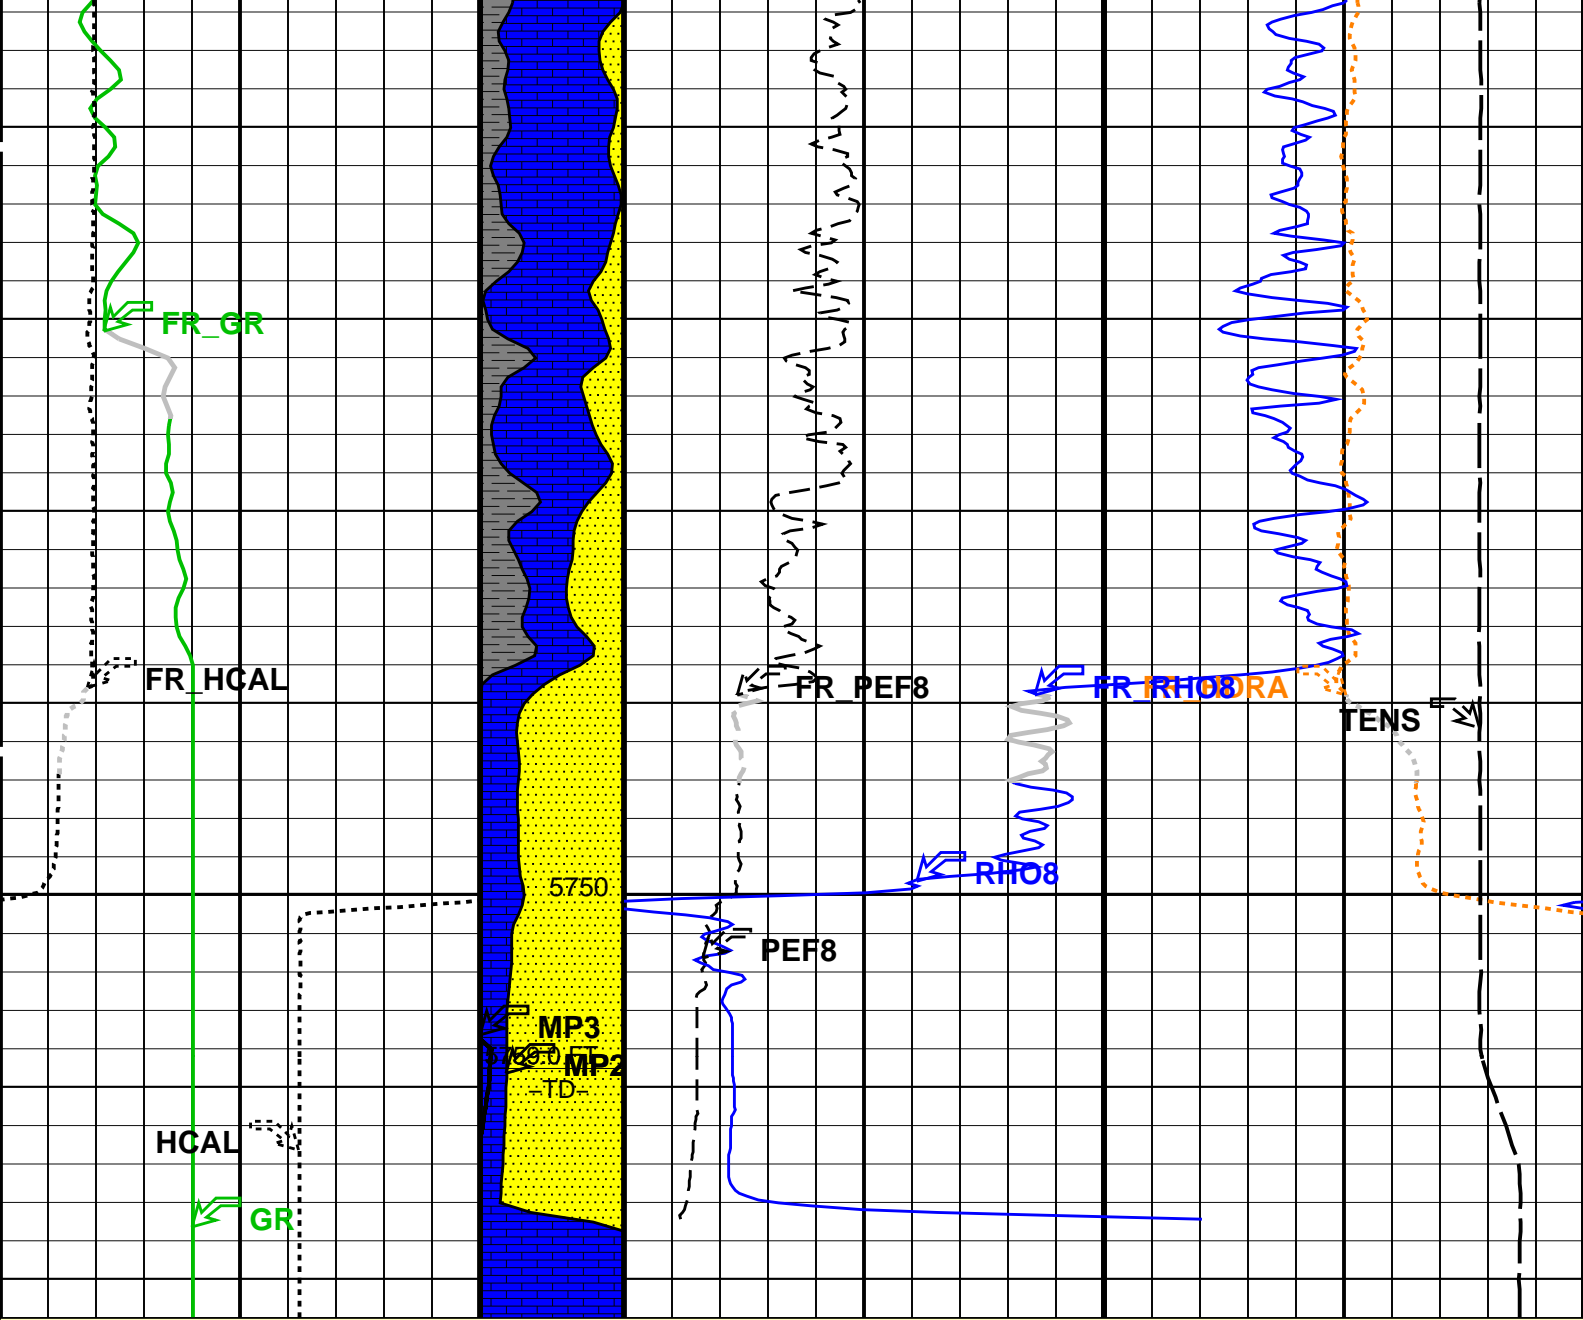 FR_GR
FR_HCAL
FR_PEF8
FR_RHO8
TENS
5750
RHO8
PEF8
MP3
MP2
–TD–
HCAL
GR